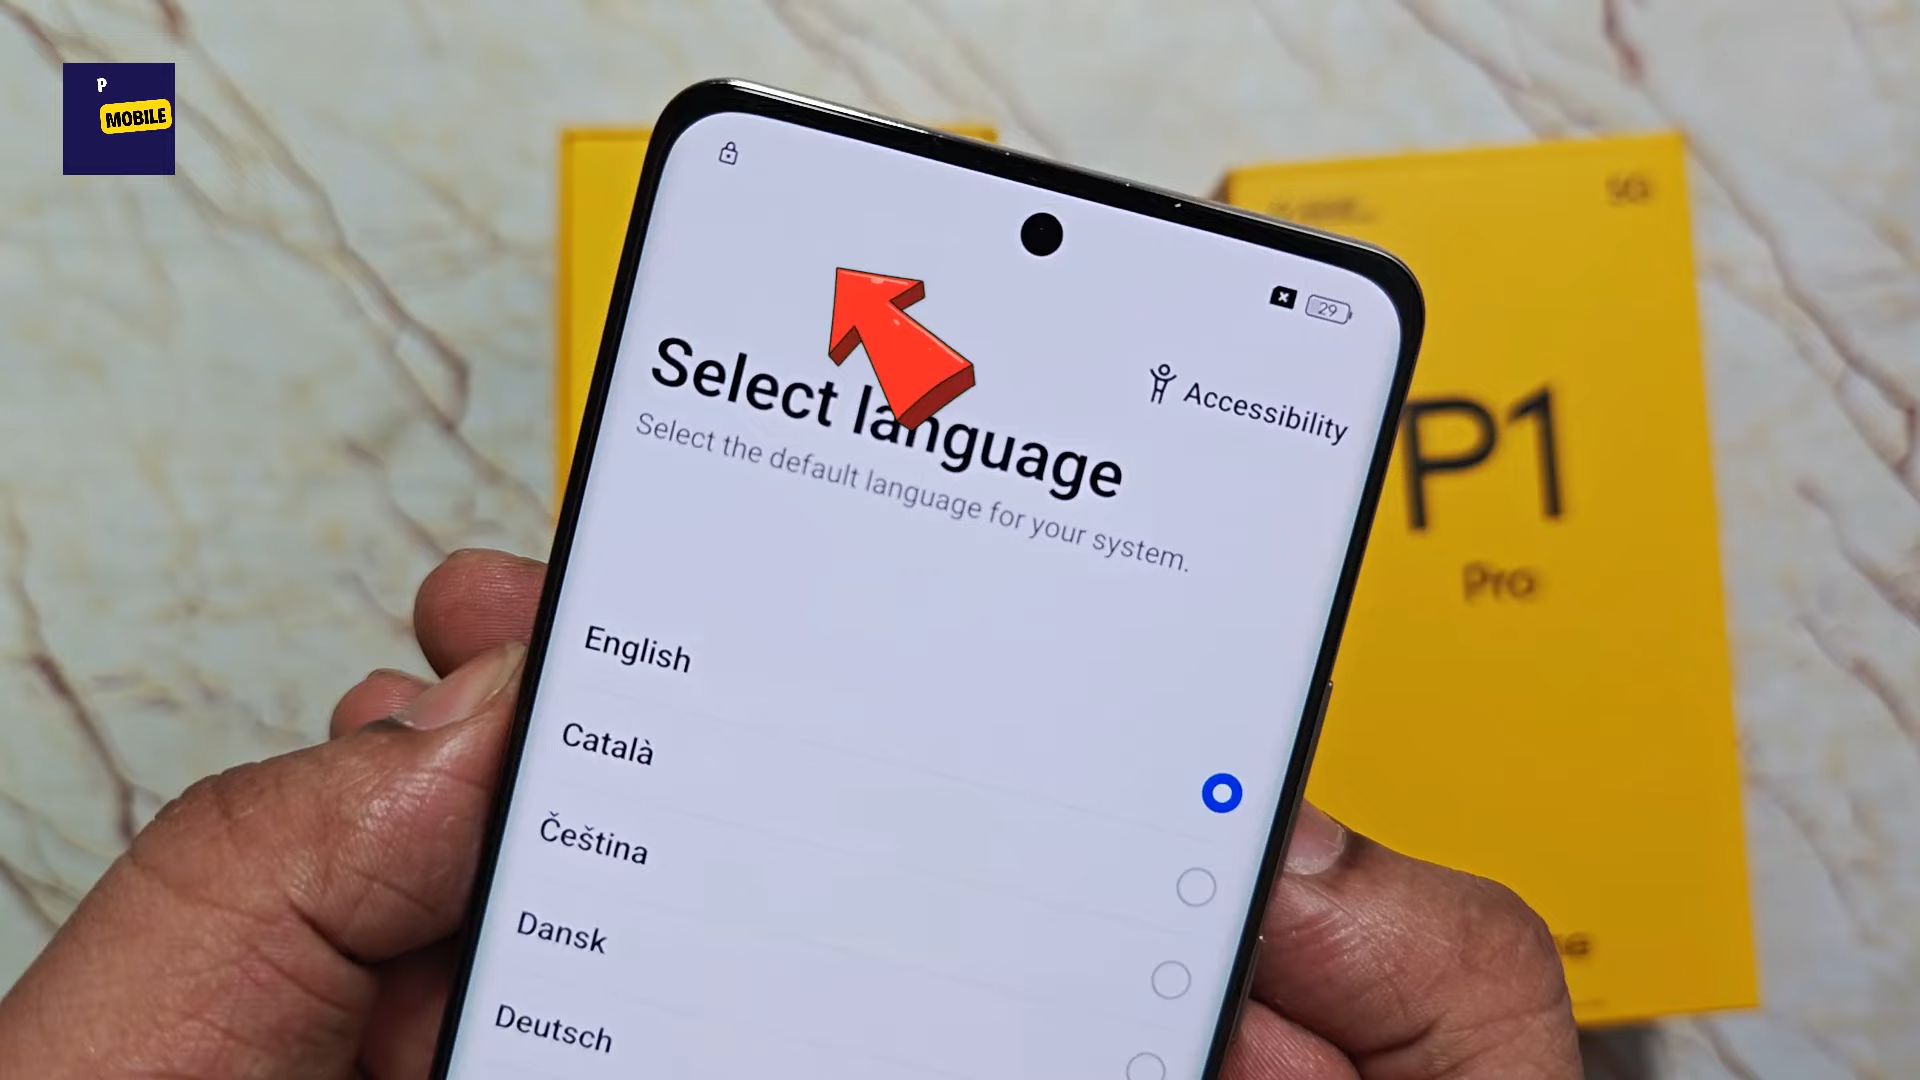 P
MOBILE
29
Accessibility
Select language
Select the default language for your system.
English
Català
Čeština
Dansk
Deutsch
5G
P1
Pro